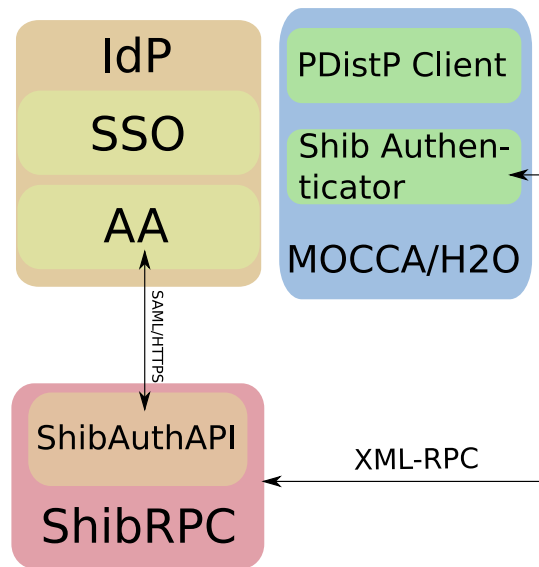 IdP
SSO
AA
PDistP Client
Shib Authen-
ticator
MOCCA/H2O
SAML/HTTPS
ShibAuthAPI
ShibRPC
XML-RPC